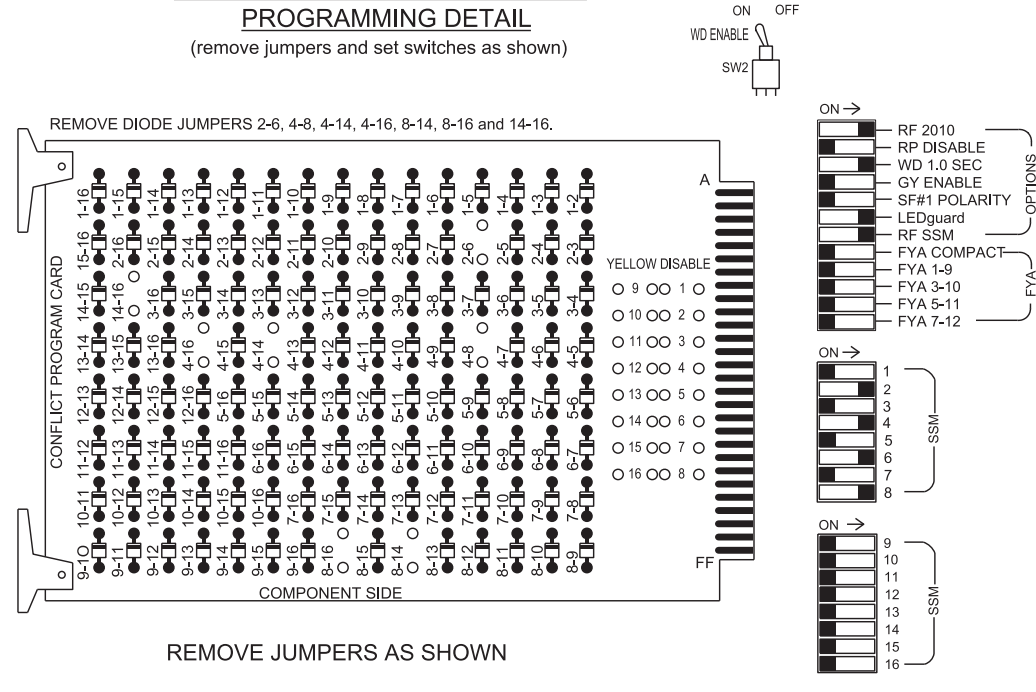 PROGRAMMING DETAIL
(remove jumpers and set switches as shown)
ON OFF
WD ENABLE
SW2
REMOVE DIODE JUMPERS 2-6, 4-8, 4-14, 4-16, 8-14, 8-16 and 14-16.
CONFLICT PROGRAM CARD
1-16 1-15 1-14 1-13 1-12 1-11 1-10 1-9 1-8 1-7 1-6 1-5 1-4 1-3 1-2
15-16 2-16 2-15 2-14 2-13 2-12 2-11 2-10 2-9 2-8 2-7 2-6 2-5 2-4 2-3
14-15 14-16 3-16 3-15 3-14 3-13 3-12 3-11 3-10 3-9 3-8 3-7 3-6 3-5 3-4
13-14 13-15 13-16 4-16 4-15 4-14 4-13 4-12 4-11 4-10 4-9 4-8 4-7 4-6 4-5
12-13 12-14 12-15 12-16 5-16 5-15 5-14 5-13 5-12 5-11 5-10 5-9 5-8 5-7 5-6
11-12 11-13 11-14 11-15 11-16 6-16 6-15 6-14 6-13 6-12 6-11 6-10 6-9 6-8 6-7
10-11 10-12 10-13 10-14 10-15 10-16 7-16 7-15 7-14 7-13 7-12 7-11 7-10 7-9 7-8
9-10 9-11 9-12 9-13 9-14 9-15 9-16 8-16 8-15 8-14 8-13 8-12 8-11 8-10 8-9
COMPONENT SIDE
A
FF
YELLOW DISABLE
9 1
10 2
11 3
12 4
13 5
14 6
15 7
16 8
REMOVE JUMPERS AS SHOWN
ON →
RF 2010
RP DISABLE
WD 1.0 SEC
GY ENABLE
SF#1 POLARITY
LEDguard
RF SSM
OPTIONS
FYA COMPACT
FYA 1-9
FYA 3-10
FYA 5-11
FYA 7-12
FYA
ON →
1
2
3
4
5
6
7
8
SSM
ON →
9
10
11
12
13
14
15
16
SSM